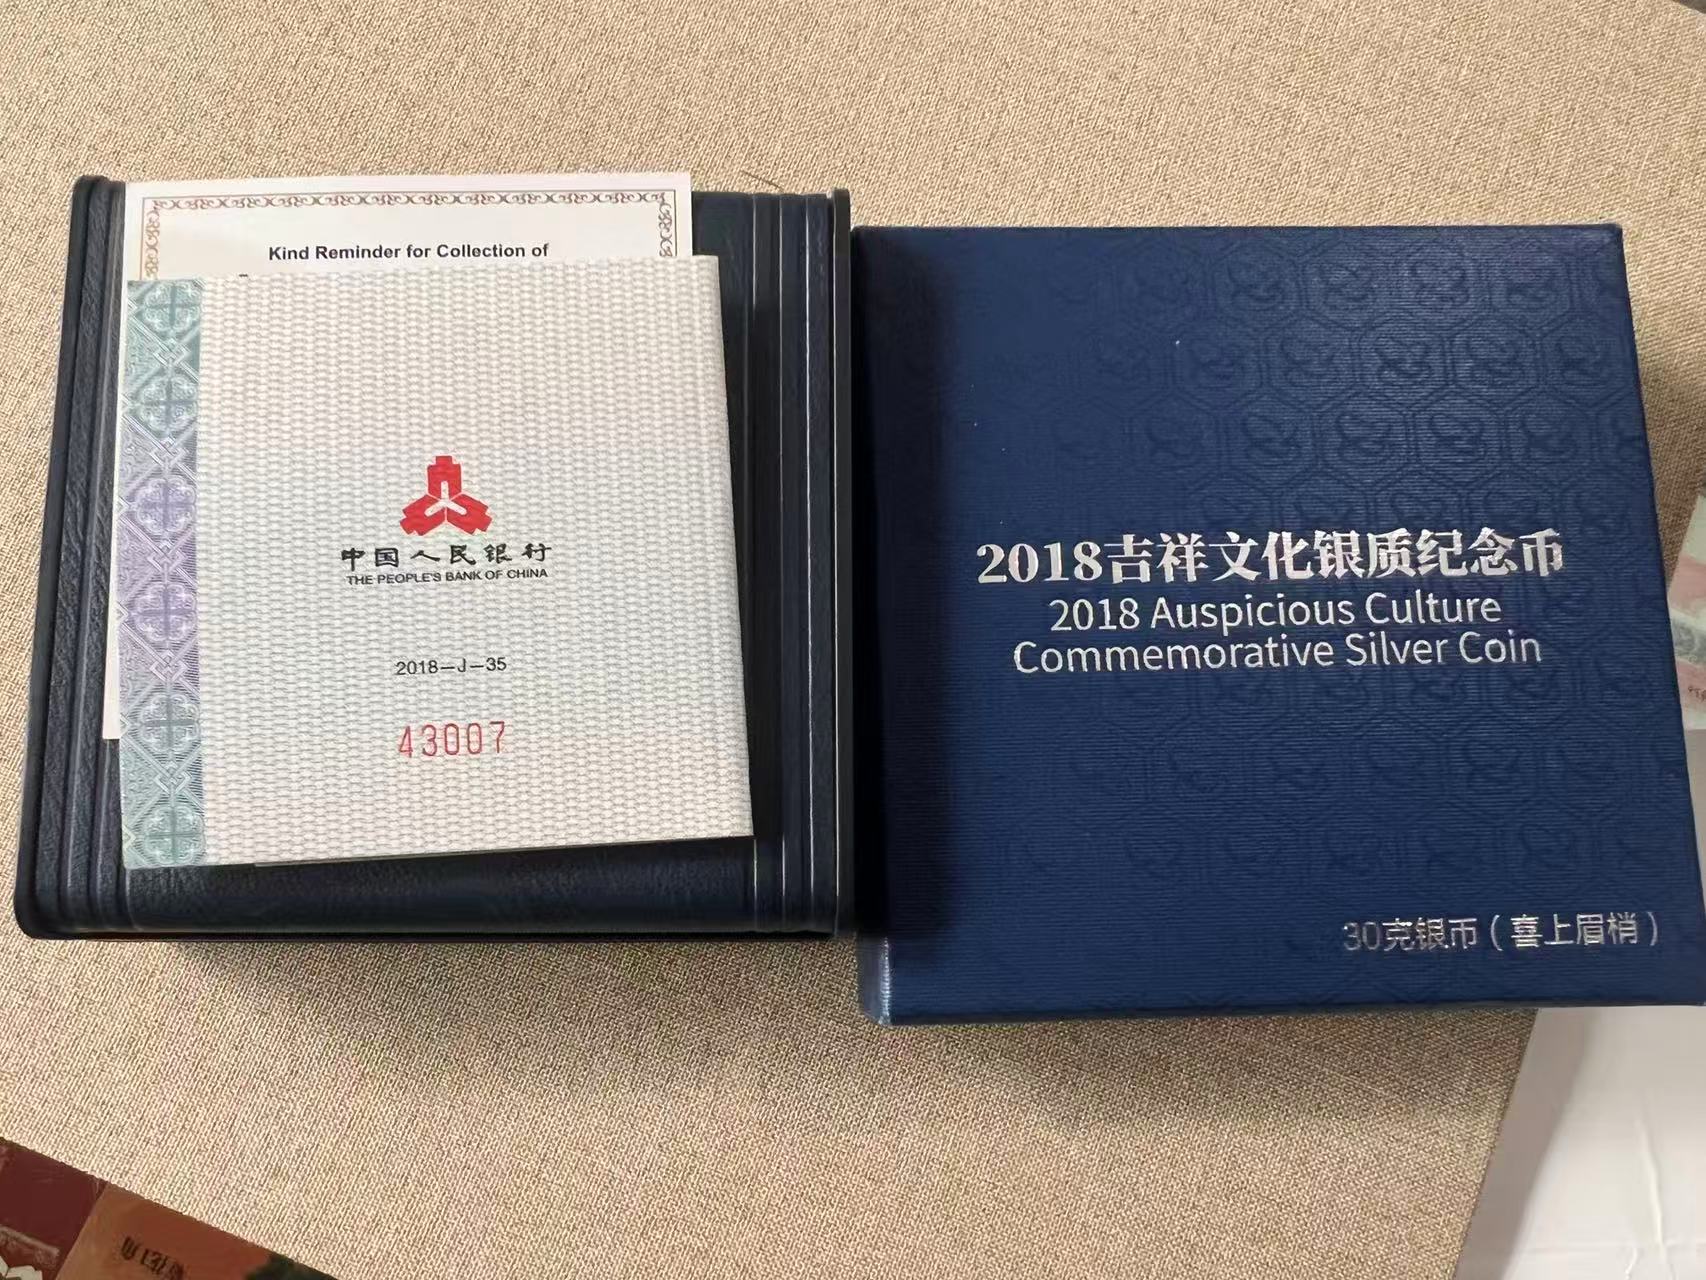 Kind Reminder for Collection of
中国人民银行
THE PEOPLE'S BANK OF CHINA
2018—J—35
43007
2018吉祥文化银质纪念币
2018 Auspicious Culture
Commemorative Silver Coin
30克银币（喜上眉梢）